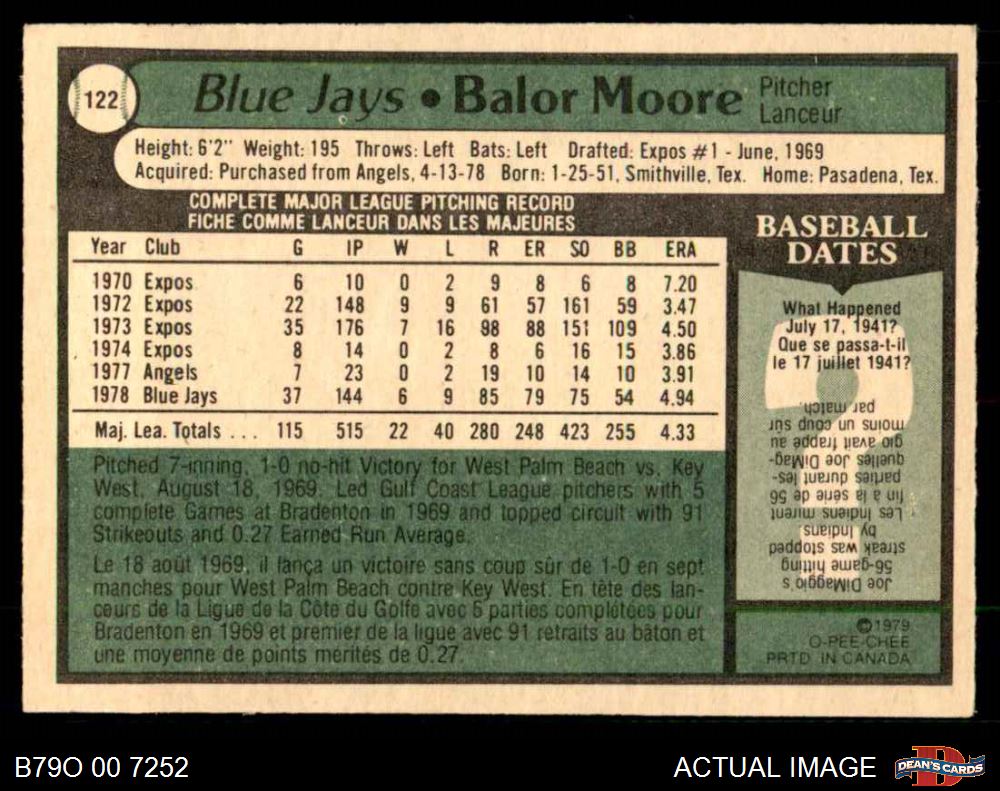 122
Blue Jays • Balor Moore
Pitcher
Lanceur
Height: 6'2" Weight: 195 Throws: Left Bats: Left Drafted: Expos #1 - June, 1969
Acquired: Purchased from Angels, 4-13-78 Born: 1-25-51, Smithville, Tex. Home: Pasadena, Tex.
COMPLETE MAJOR LEAGUE PITCHING RECORD
FICHE COMME LANCEUR DANS LES MAJEURES
Year Club G IP W L R ER SO BB ERA
1970 Expos 6 10 0 2 9 8 6 8 7.20
1972 Expos 22 148 9 9 61 57 161 59 3.47
1973 Expos 35 176 7 16 98 88 151 109 4.50
1974 Expos 8 14 0 2 8 6 16 15 3.86
1977 Angels 7 23 0 2 19 10 14 10 3.91
1978 Blue Jays 37 144 6 9 85 79 75 54 4.94
Maj. Lea. Totals ... 115 515 22 40 280 248 423 255 4.33
Pitched 7-inning, 1-0 no-hit Victory for West Palm Beach vs. Key
West, August 18, 1969. Led Gulf Coast League pitchers with 5
complete Games at Bradenton in 1969 and topped circuit with 91
Strikeouts and 0.27 Earned Run Average.
Le 18 août 1969, il lança un victoire sans coup sûr de 1-0 en sept
manches pour West Palm Beach contre Key West. En tête des lan-
ceurs de la Ligue de la Côte du Golfe avec 5 parties complétées pour
Bradenton en 1969 et premier de la ligue avec 91 retraits au bâton et
une moyenne de points mérités de 0.27.
BASEBALL
DATES
What Happened
July 17, 1941?
Que se passa-t-il
le 17 juillet 1941?
Joe DiMaggio's
56-game hitting
streak was stopped
by Indians
Les Indiens mirent
fin à la série de 56
parties durant les-
quelles Joe DiMag-
gio avait frappé au
moins un coup sûr
par match.
©1979
O-PEE-CHEE
PRTD IN CANADA
B79O 00 7252
ACTUAL IMAGE
DEAN'S CARDS